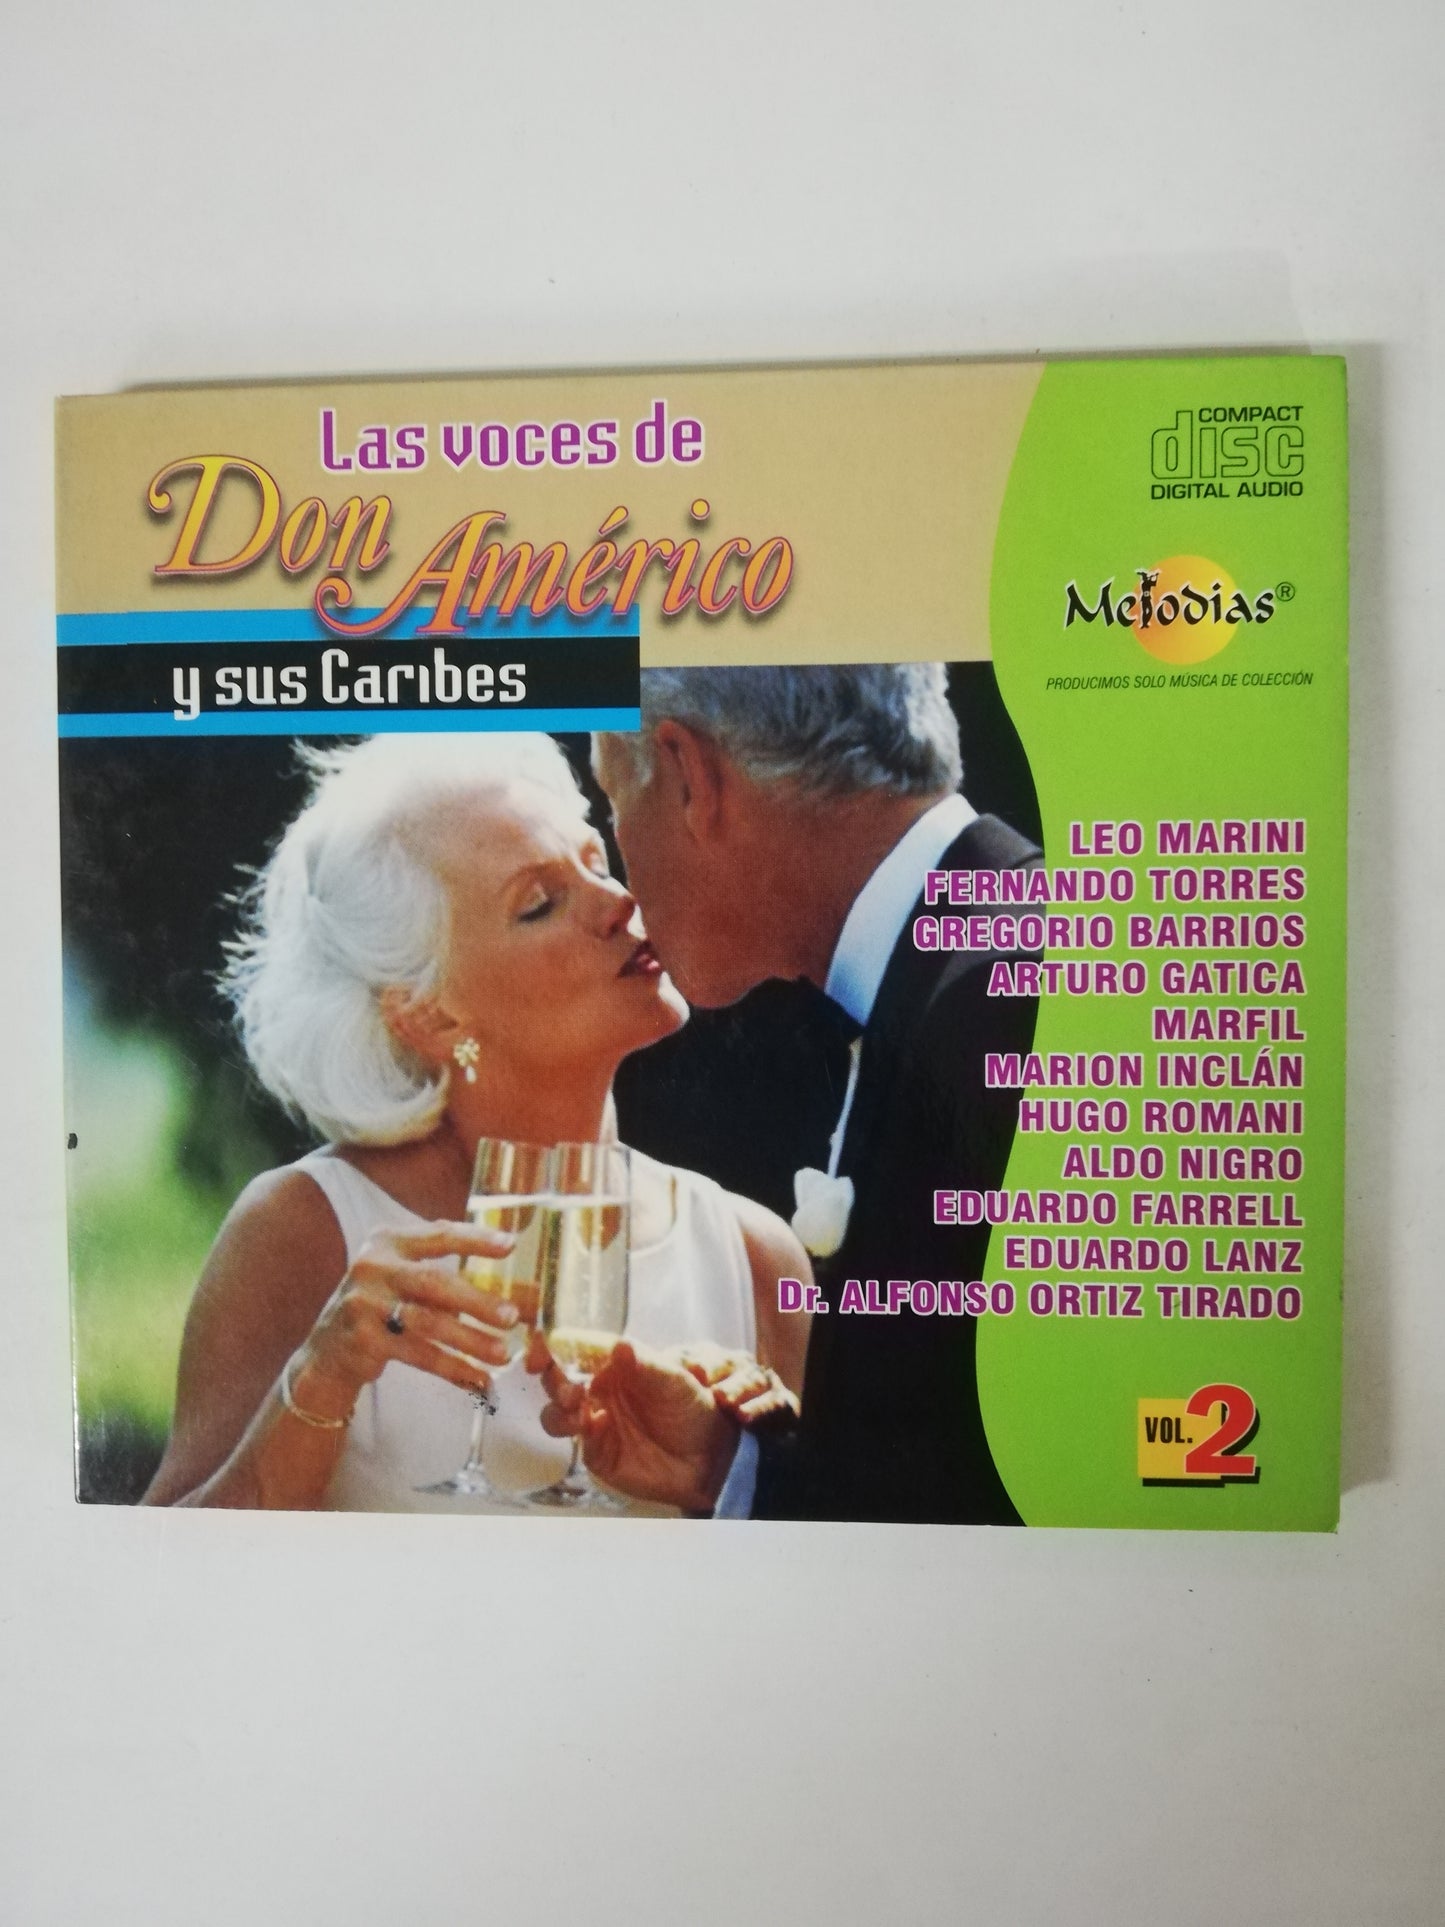 Las voces de
Don Américo
y sus Caribes
COMPACT
disc
DIGITAL AUDIO
Melodias®
PRODUCIMOS SOLO MÚSICA DE COLECCIÓN
LEO MARINI
FERNANDO TORRES
GREGORIO BARRIOS
ARTURO GATICA
MARFIL
MARION INCLÁN
HUGO ROMANI
ALDO NIGRO
EDUARDO FARRELL
EDUARDO LANZ
Dr. ALFONSO ORTIZ TIRADO
VOL. 2